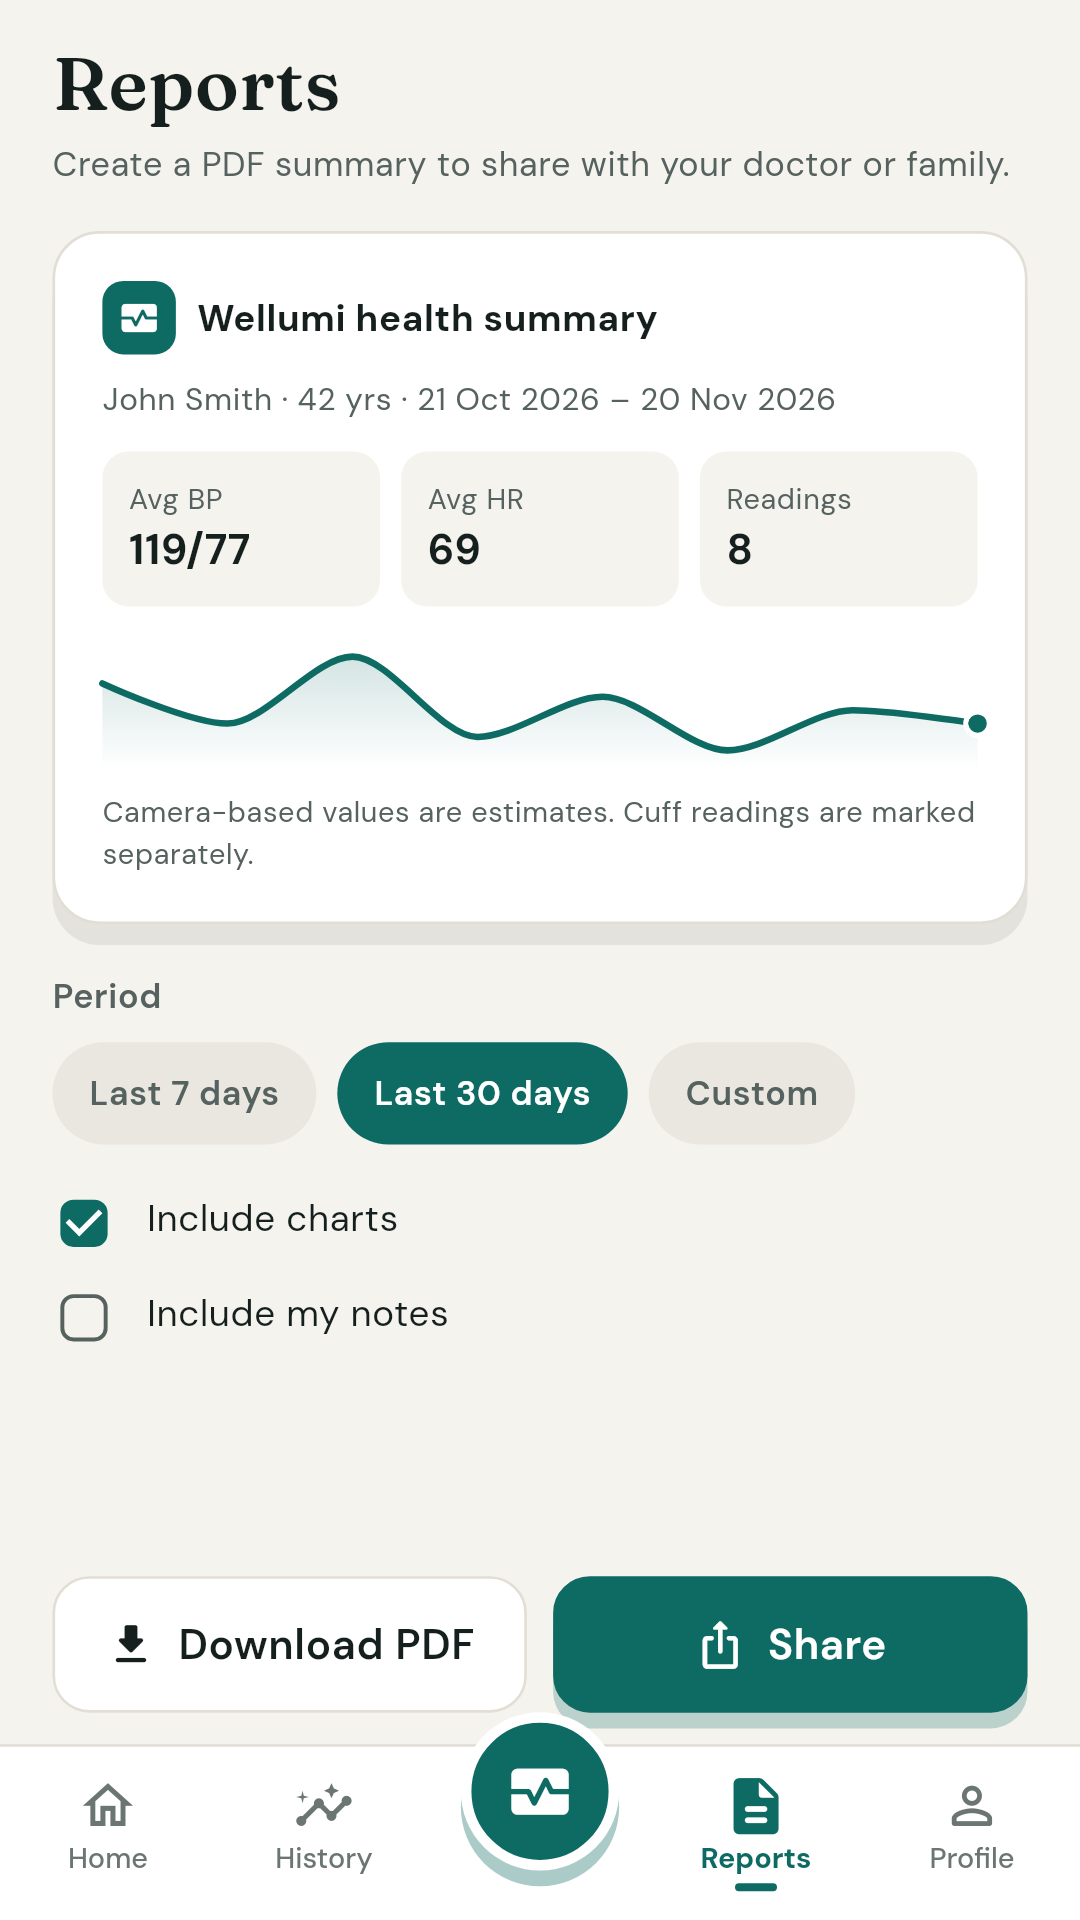 Reports
Create a PDF summary to share with your doctor or family.
Wellumi health summary
John Smith · 42 yrs · 21 Oct 2026 – 20 Nov 2026
Avg BP
119/77
Avg HR
69
Readings
8
Camera-based values are estimates. Cuff readings are marked
separately.
Period
Last 7 days
Last 30 days
Custom
Include charts
Include my notes
Download PDF
Share
Home
History
Reports
Profile